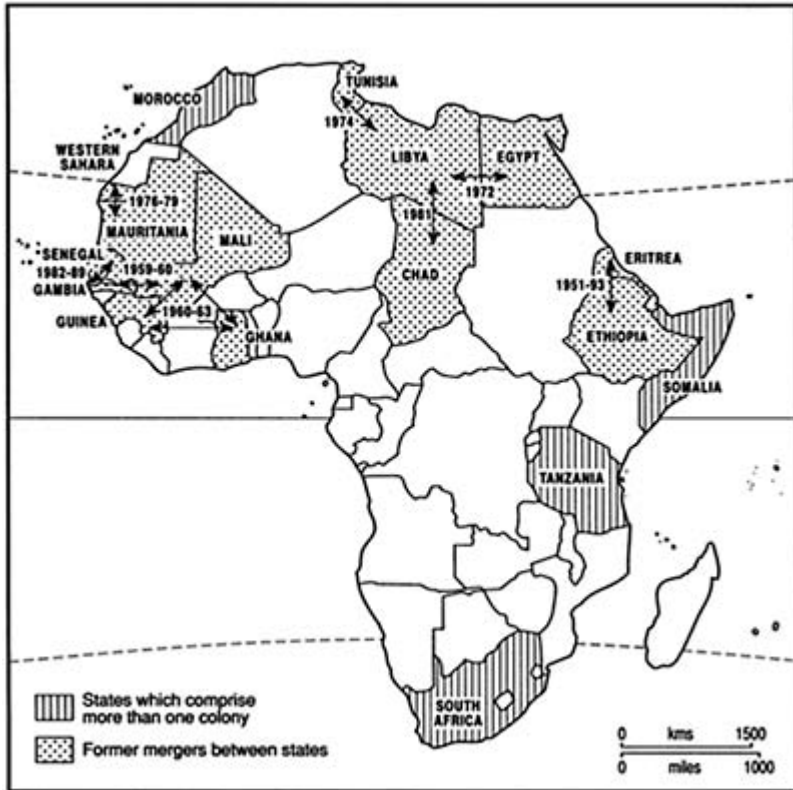 TUNISIA
MOROCCO
1974
WESTERN
SAHARA
LIBYA
EGYPT
1972
1976-79
1981
MAURITANIA
MALI
SENEGAL
1982-89
1959-60
CHAD
ERITREA
GAMBIA
1951-93
GUINEA
1960-63
GHANA
ETHIOPIA
SOMALIA
TANZANIA
SOUTH
AFRICA
States which comprise
more than one colony
Former mergers between states
0 kms 1500
0 miles 1000